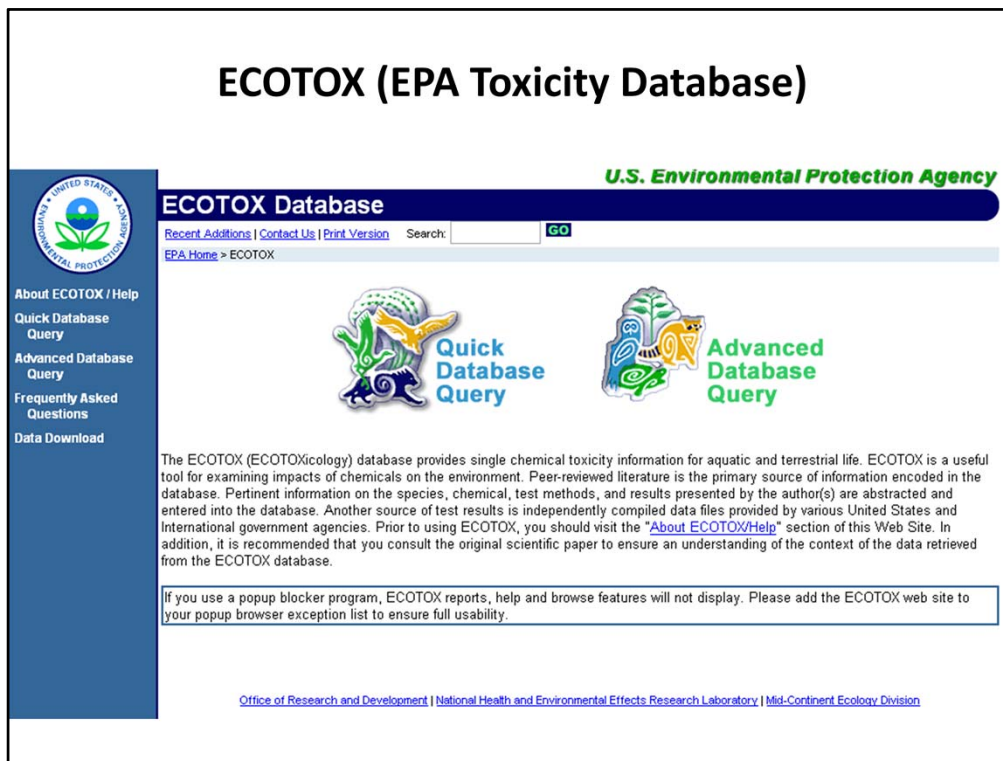 ECOTOX (EPA Toxicity Database)
U.S. Environmental Protection Agency
UNITED STATES
ENVIRONMENTAL PROTECTION AGENCY
ECOTOX Database
Recent Additions | Contact Us | Print Version Search: GO
EPA Home > ECOTOX
About ECOTOX / Help
Quick Database
Query
Advanced Database
Query
Frequently Asked
Questions
Data Download
Quick
Database
Query
Advanced
Database
Query
The ECOTOX (ECOTOXicology) database provides single chemical toxicity information for aquatic and terrestrial life. ECOTOX is a useful
tool for examining impacts of chemicals on the environment. Peer-reviewed literature is the primary source of information encoded in the
database. Pertinent information on the species, chemical, test methods, and results presented by the author(s) are abstracted and
entered into the database. Another source of test results is independently compiled data files provided by various United States and
International government agencies. Prior to using ECOTOX, you should visit the "About ECOTOX/Help" section of this Web Site. In
addition, it is recommended that you consult the original scientific paper to ensure an understanding of the context of the data retrieved
from the ECOTOX database.
If you use a popup blocker program, ECOTOX reports, help and browse features will not display. Please add the ECOTOX web site to
your popup browser exception list to ensure full usability.
Office of Research and Development | National Health and Environmental Effects Research Laboratory | Mid-Continent Ecology Division